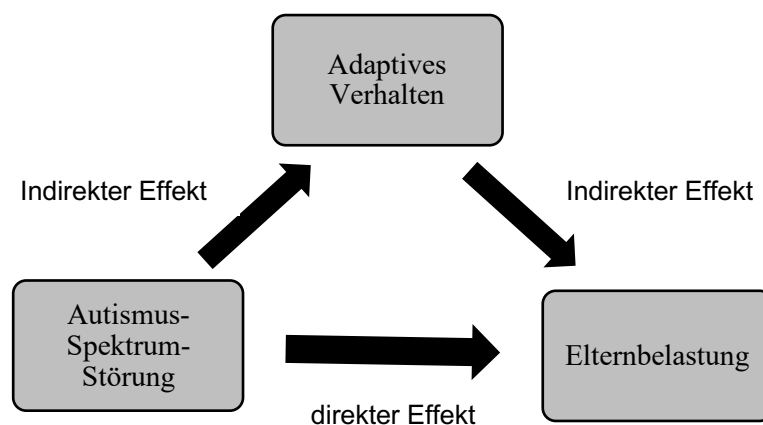 Adaptives
Verhalten
Indirekter Effekt
Indirekter Effekt
Autismus-
Spektrum-
Störung
Elternbelastung
direkter Effekt